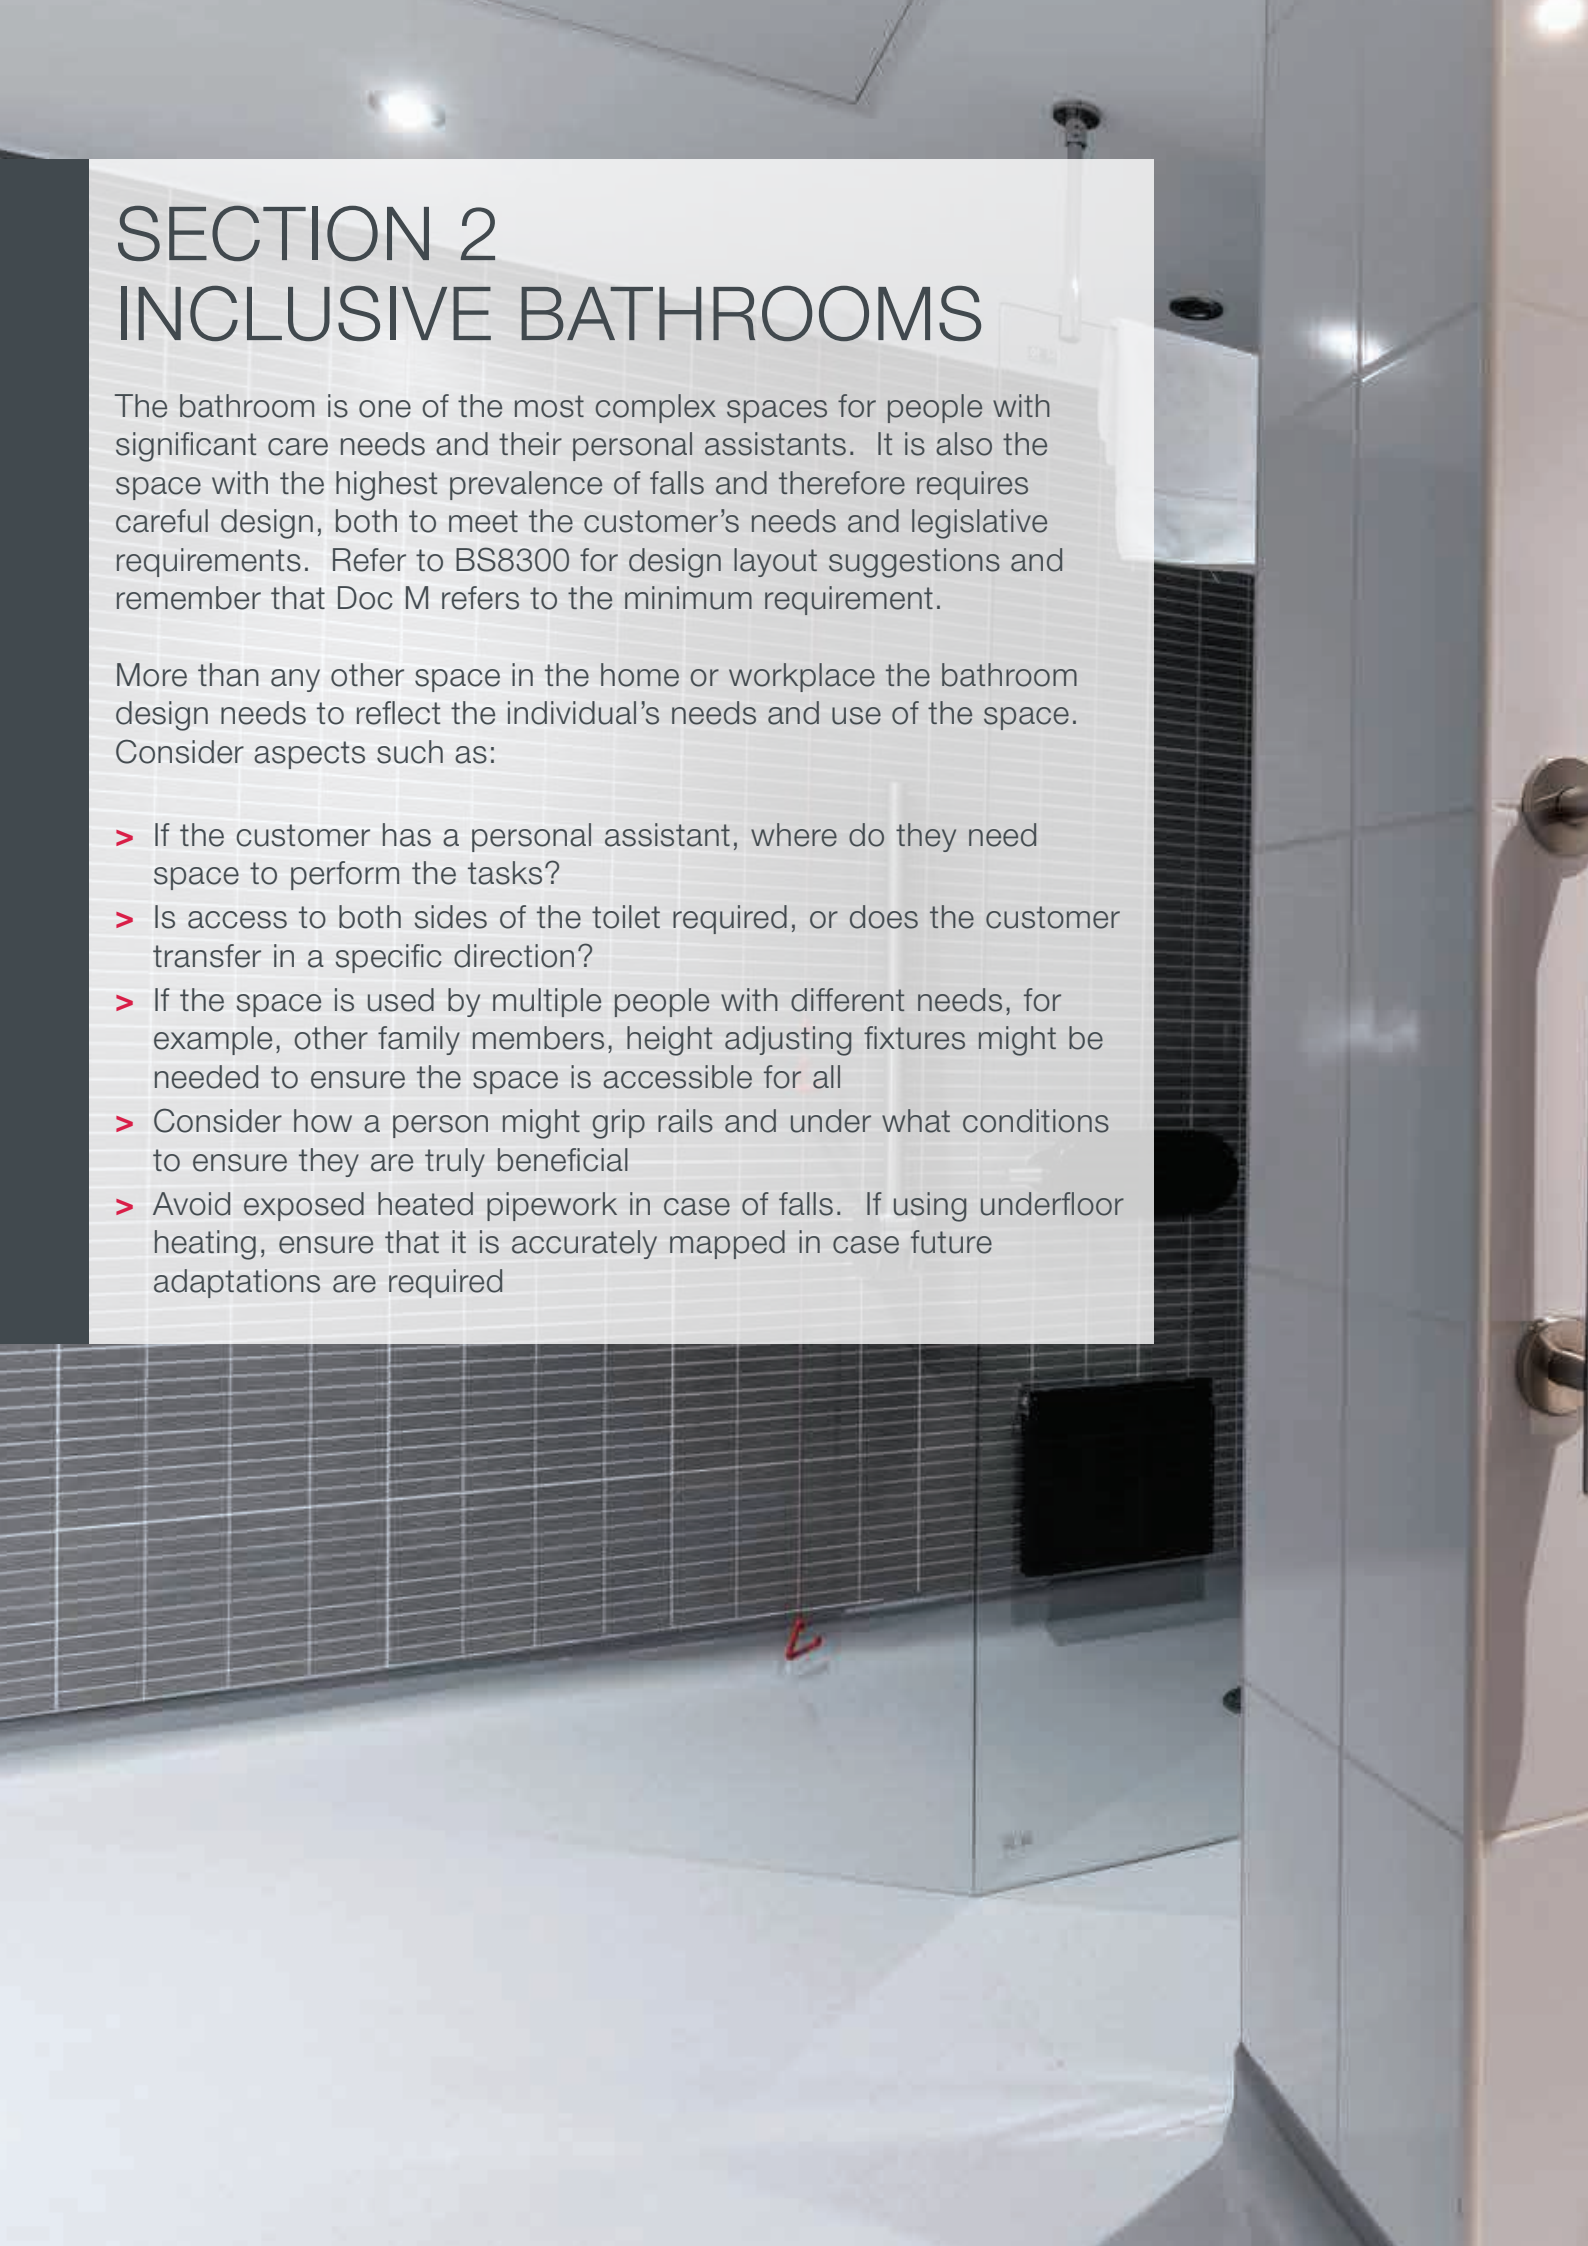 SECTION 2
INCLUSIVE BATHROOMS
The bathroom is one of the most complex spaces for people with
significant care needs and their personal assistants.  It is also the
space with the highest prevalence of falls and therefore requires
careful design, both to meet the customer's needs and legislative
requirements.  Refer to BS8300 for design layout suggestions and
remember that Doc M refers to the minimum requirement.
More than any other space in the home or workplace the bathroom
design needs to reflect the individual's needs and use of the space.
Consider aspects such as:
> If the customer has a personal assistant, where do they need
space to perform the tasks?
> Is access to both sides of the toilet required, or does the customer
transfer in a specific direction?
> If the space is used by multiple people with different needs, for
example, other family members, height adjusting fixtures might be
needed to ensure the space is accessible for all
> Consider how a person might grip rails and under what conditions
to ensure they are truly beneficial
> Avoid exposed heated pipework in case of falls.  If using underfloor
heating, ensure that it is accurately mapped in case future
adaptations are required